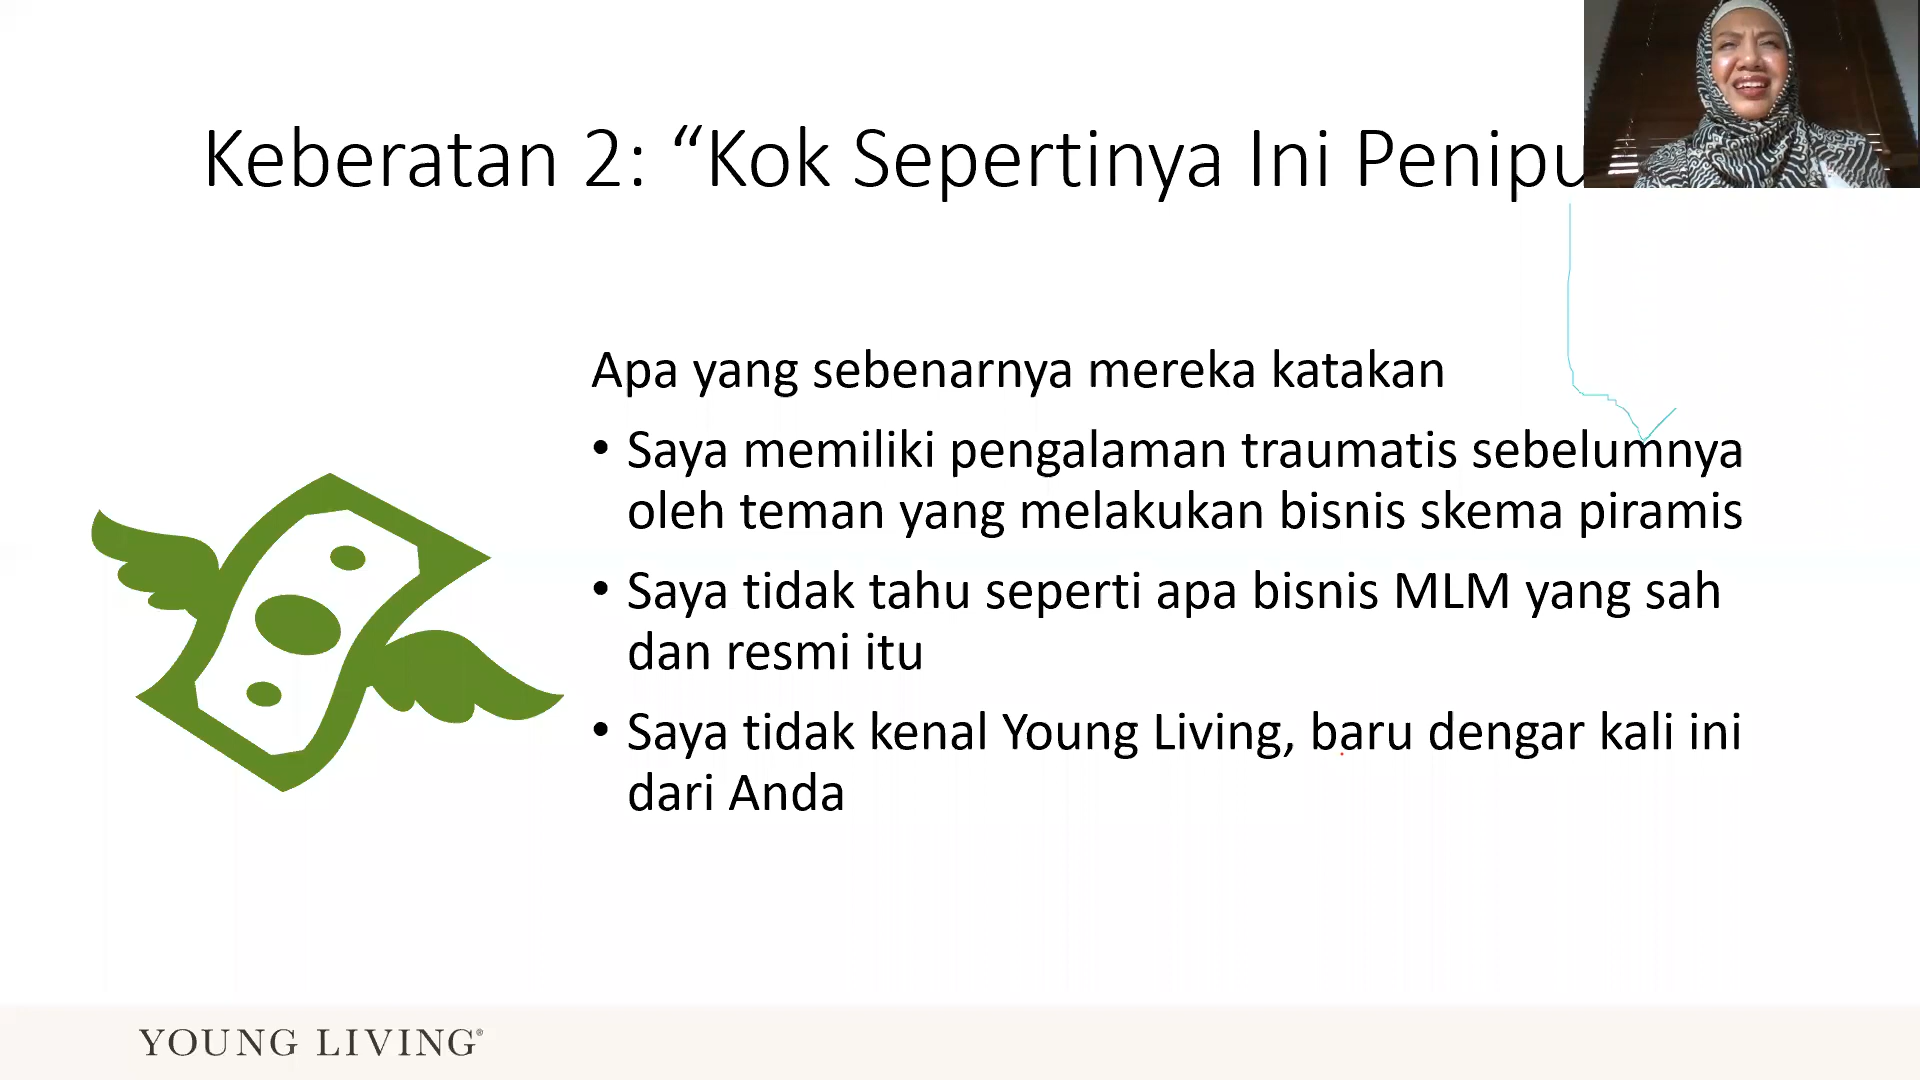 Keberatan 2: “Kok Sepertinya Ini
Apa yang sebenarnya mereka katakan
• Saya memiliki pengalaman traumatis sebelumnya
oleh teman yang melakukan bisnis skema piramis
• Saya tidak tahu seperti apa bisnis MLM yang sah
dan resmi itu
• Saya tidak kenal Young Living, baru dengar kali ini
dari Anda
YOUNG LIVING®